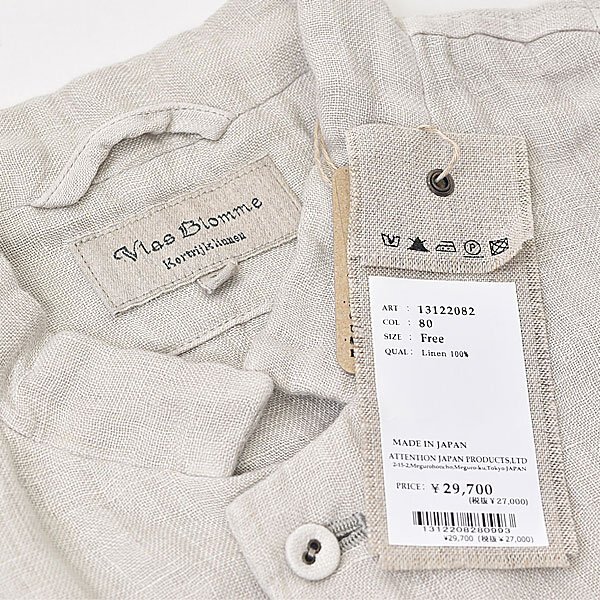 Vlas Blomme
Kortrijk linnen
ART : 13122082
COL : 80
SIZE : Free
QUAL: Linen 100%
MADE IN JAPAN
ATTENTION JAPAN PRODUCTS,LTD
2-15-2,Megurohoncho,Meguro-ku,Tokyo JAPAN
PRICE: ¥29,700
(税抜 ¥27,000)
1312208280993
¥29,700 (税抜 ¥27,000)